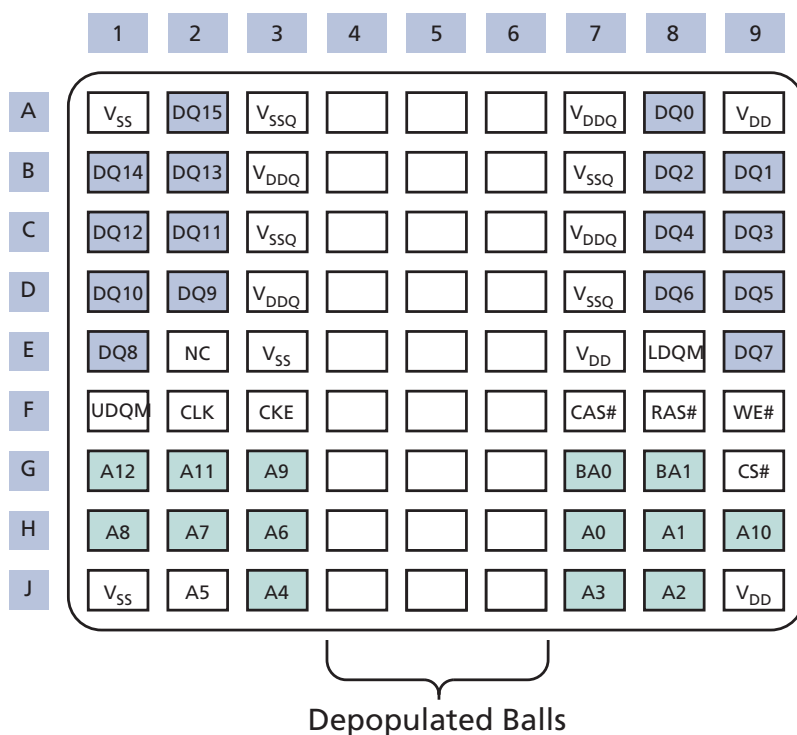 1 2 3 4 5 6 7 8 9
A VSS DQ15 VSSQ VDDQ DQ0 VDD
B DQ14 DQ13 VDDQ VSSQ DQ2 DQ1
C DQ12 DQ11 VSSQ VDDQ DQ4 DQ3
D DQ10 DQ9 VDDQ VSSQ DQ6 DQ5
E DQ8 NC VSS VDD LDQM DQ7
F UDQM CLK CKE CAS# RAS# WE#
G A12 A11 A9 BA0 BA1 CS#
H A8 A7 A6 A0 A1 A10
J VSS A5 A4 A3 A2 VDD
Depopulated Balls